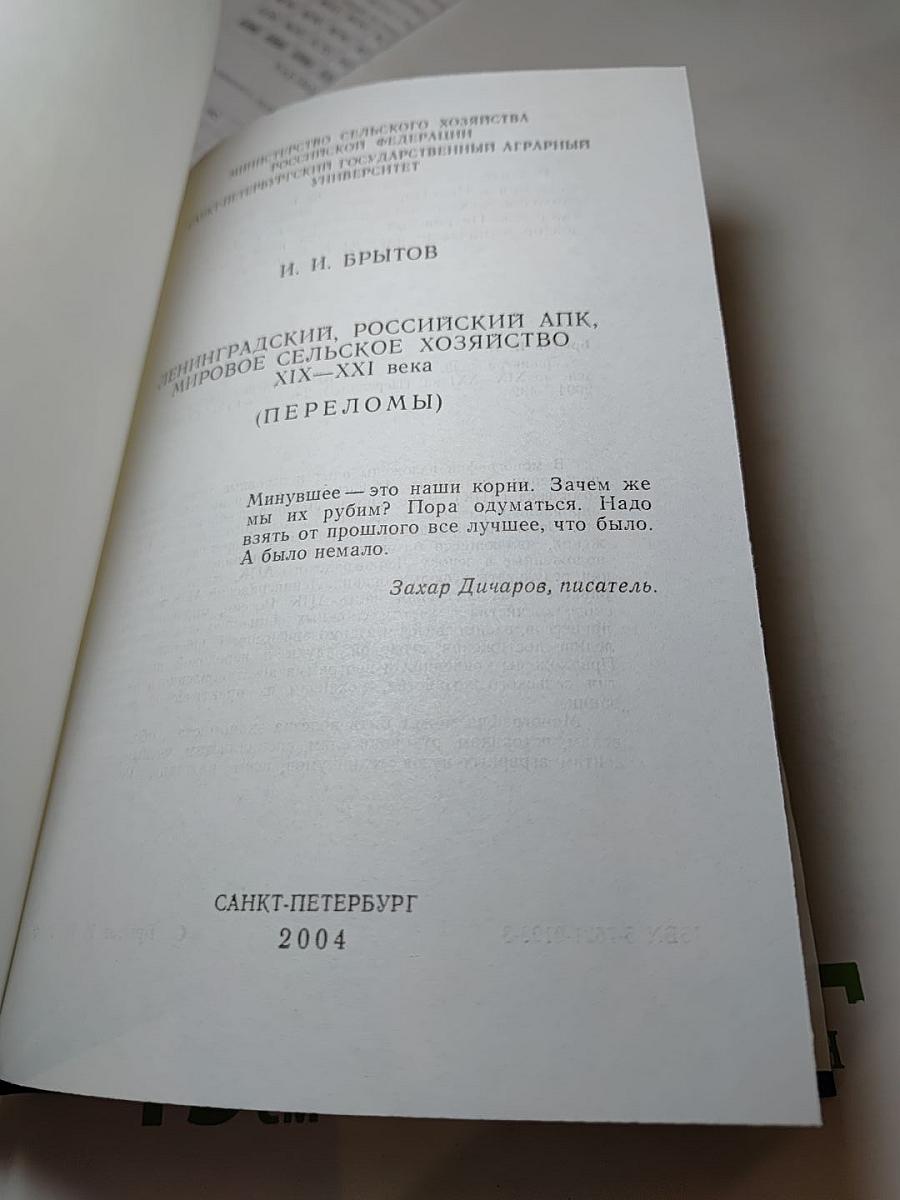 МИНИСТЕРСТВО СЕЛЬСКОГО ХОЗЯЙСТВА
РОССИЙСКОЙ ФЕДЕРАЦИИ
САНКТ-ПЕТЕРБУРГСКИЙ ГОСУДАРСТВЕННЫЙ АГРАРНЫЙ
УНИВЕРСИТЕТ
И. И. БРЫТОВ
ЛЕНИНГРАДСКИЙ, РОССИЙСКИЙ АПК,
МИРОВОЕ СЕЛЬСКОЕ ХОЗЯЙСТВО
XIX—XXI века
(ПЕРЕЛОМЫ)
Минувшее — это наши корни. Зачем же
мы их рубим? Пора одуматься. Надо
взять от прошлого все лучшее, что было.
А было немало.
Захар Дичаров, писатель.
САНКТ-ПЕТЕРБУРГ
2004